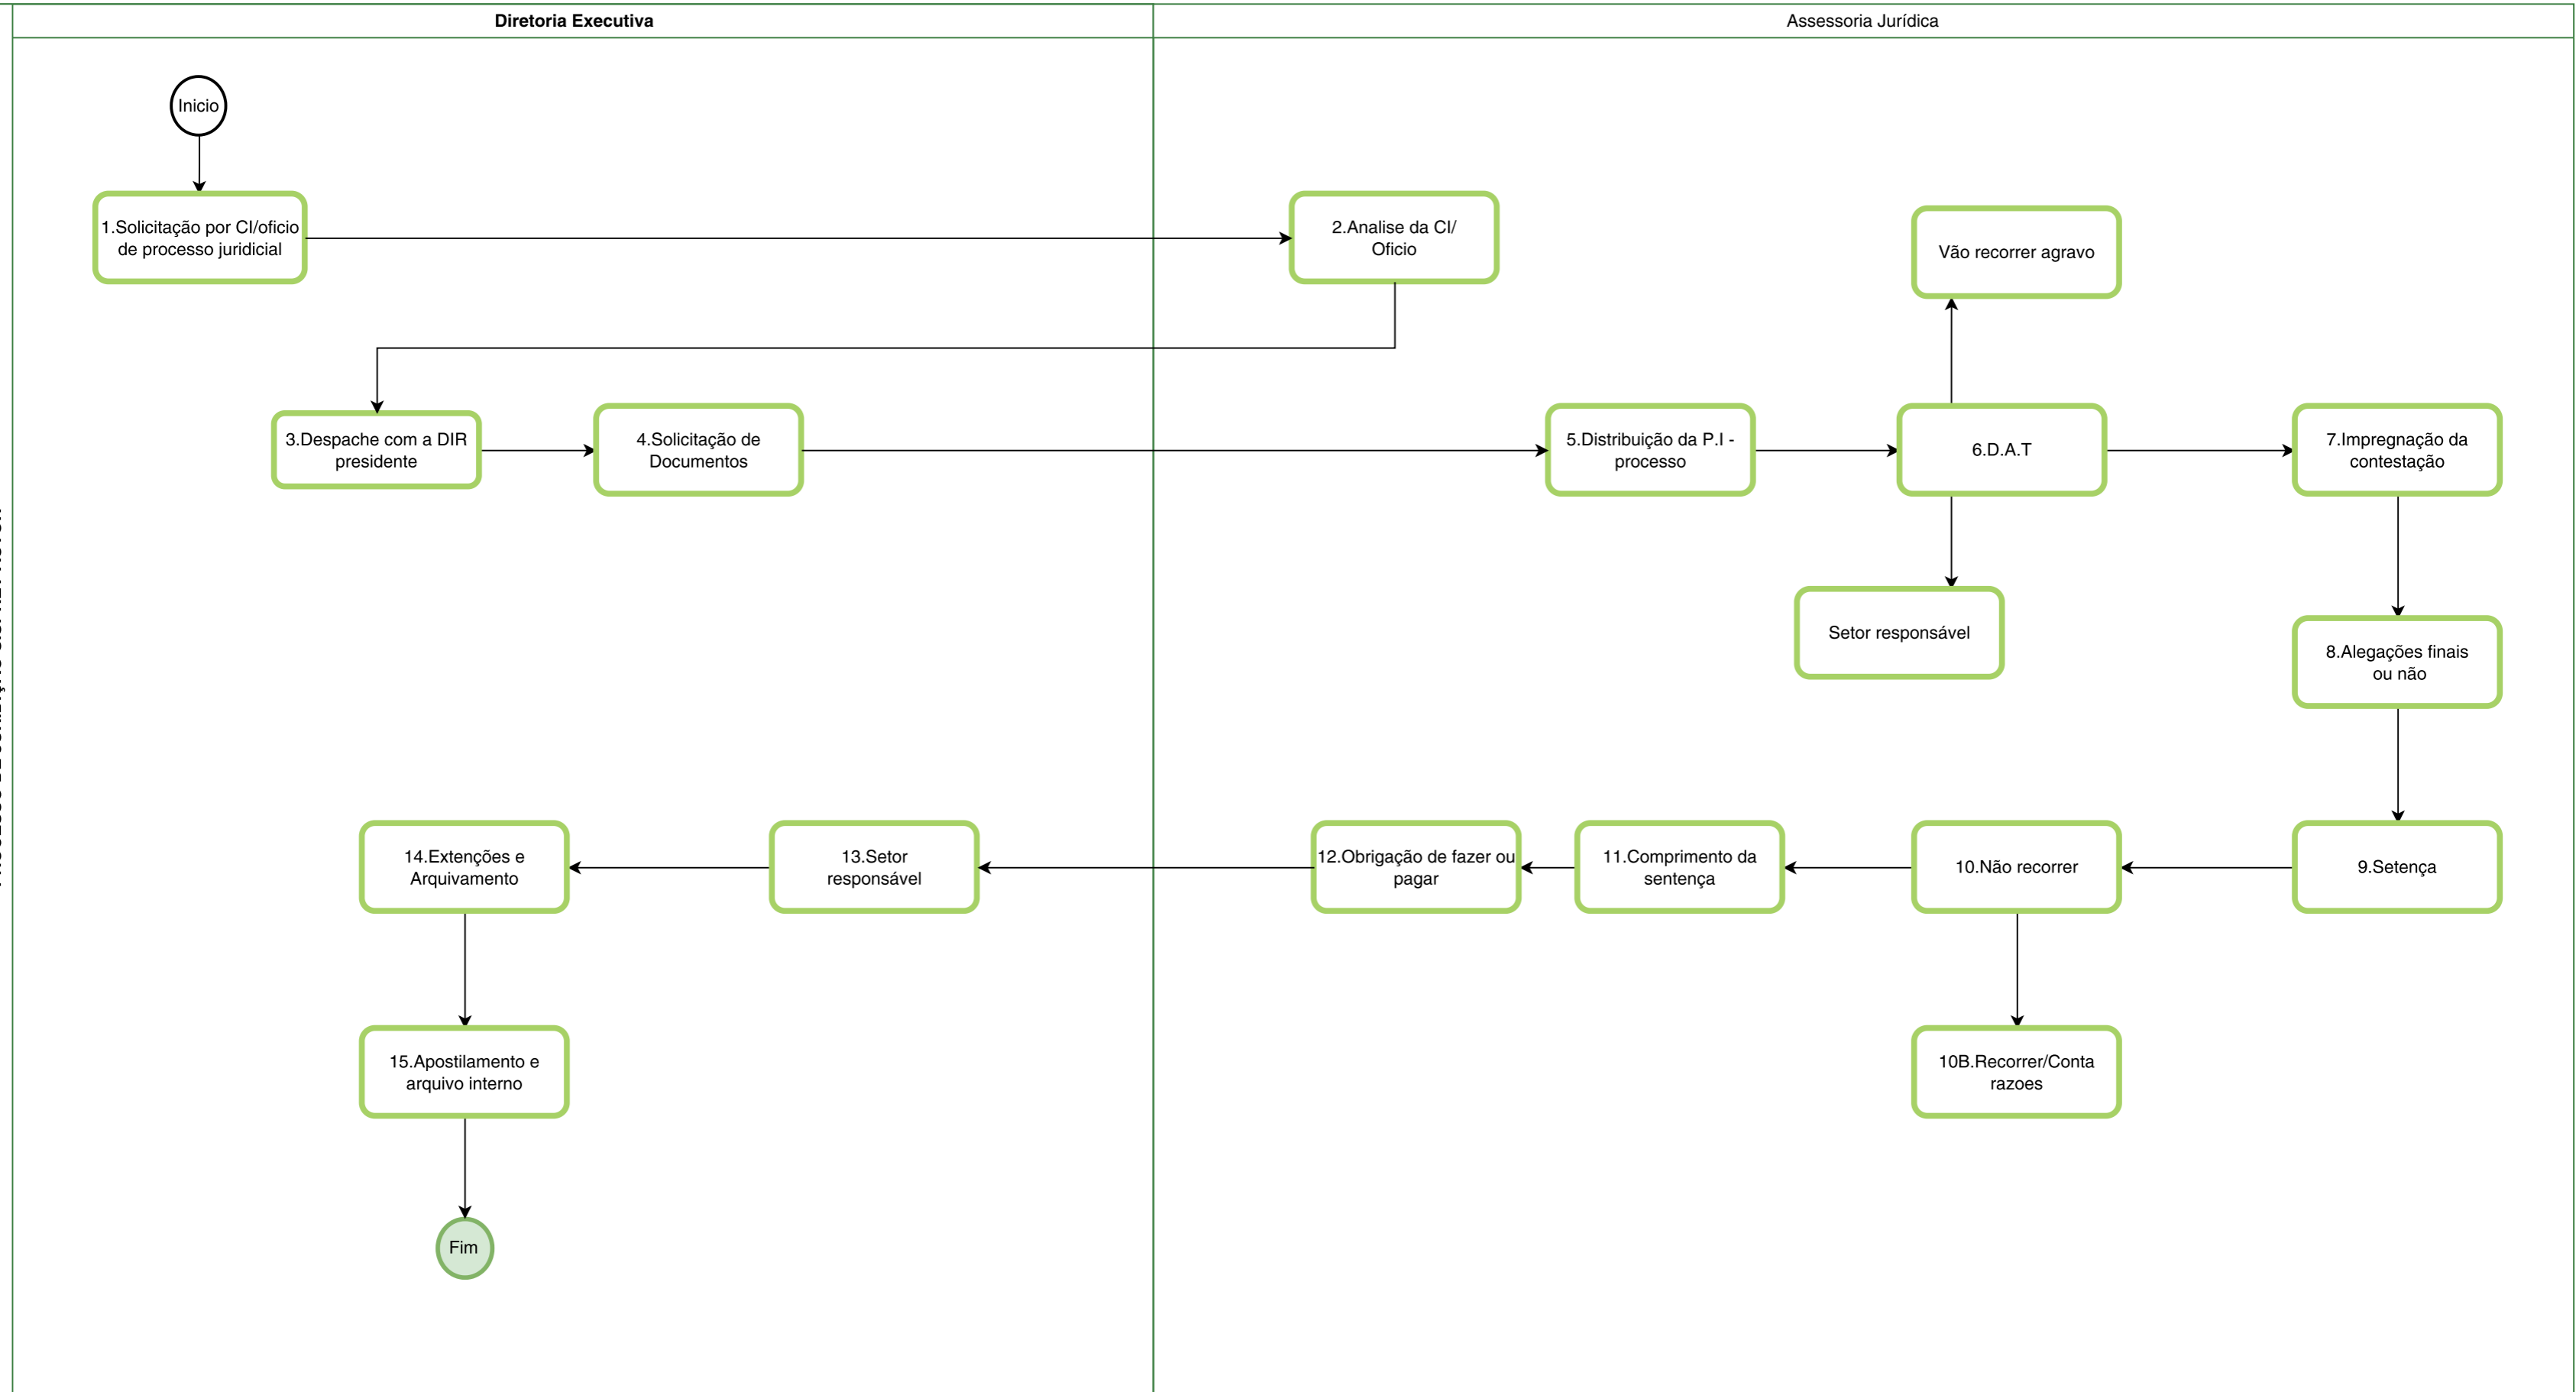 Diretoria Executiva
Assessoria Jurídica
Inicio
1.Solicitação por CI/oficio
de processo juridicial
2.Analise da CI/
Oficio
Vão recorrer agravo
3.Despache com a DIR
presidente
4.Solicitação de
Documentos
5.Distribuição da P.I -
processo
6.D.A.T
7.Impregnação da
contestação
Setor responsável
8.Alegações finais
ou não
14.Extenções e
Arquivamento
13.Setor
responsável
12.Obrigação de fazer ou
pagar
11.Comprimento da
sentença
10.Não recorrer
9.Setença
15.Apostilamento e
arquivo interno
10B.Recorrer/Conta
razoes
Fim